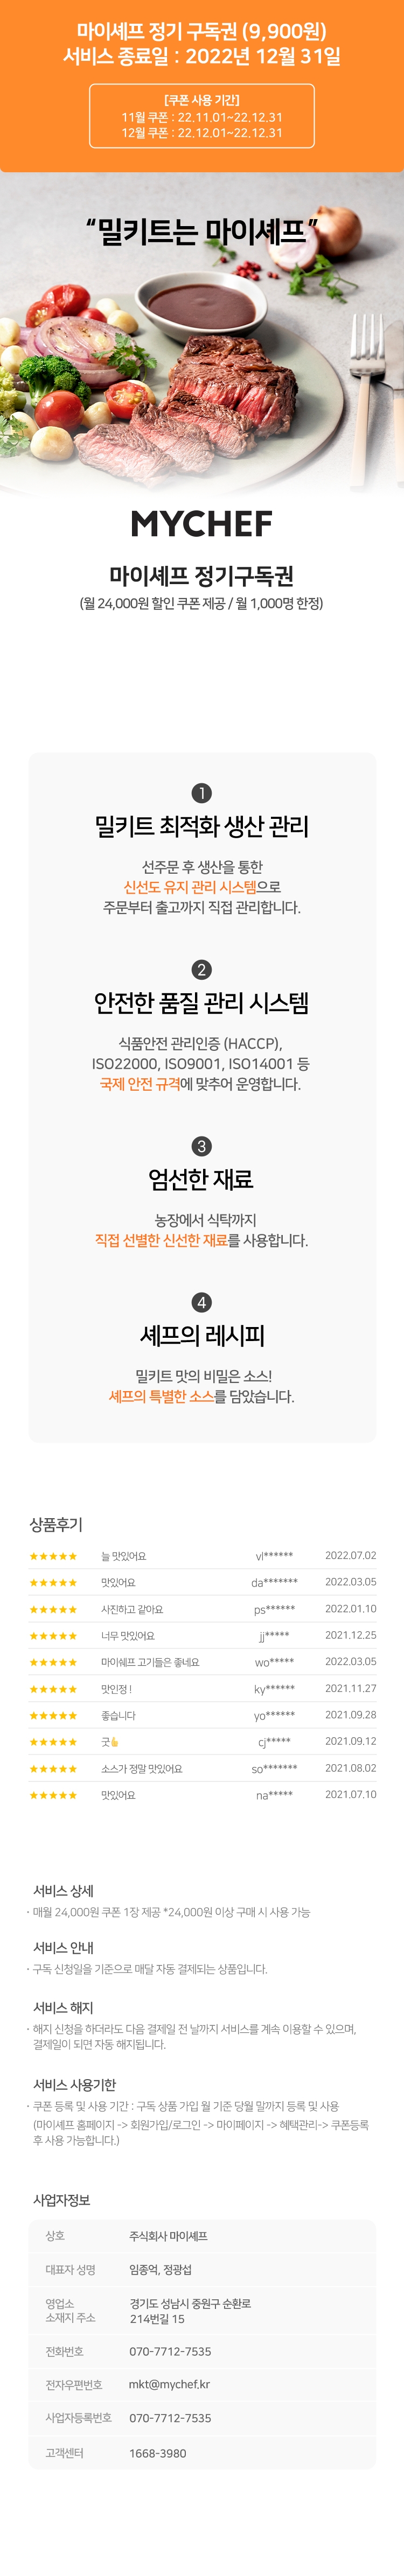 마이셰프 정기 구독권 (9,900원)
서비스 종료일 : 2022년 12월 31일
[쿠폰 사용 기간]
11월 쿠폰 : 22.11.01~22.12.31
12월 쿠폰 : 22.12.01~22.12.31
“밀키트는 마이셰프”
MYCHEF
마이셰프 정기구독권
(월 24,000원 할인 쿠폰 제공 / 월 1,000명 한정)
1
밀키트 최적화 생산 관리
선주문 후 생산을 통한
신선도 유지 관리 시스템으로
주문부터 출고까지 직접 관리합니다.
2
안전한 품질 관리 시스템
식품안전 관리인증 (HACCP),
ISO22000, ISO9001, ISO14001 등
국제 안전 규격에 맞추어 운영합니다.
3
엄선한 재료
농장에서 식탁까지
직접 선별한 신선한 재료를 사용합니다.
4
셰프의 레시피
밀키트 맛의 비밀은 소스!
셰프의 특별한 소스를 담았습니다.
상품후기
★★★★★ 늘 맛있어요 vl****** 2022.07.02
★★★★★ 맛있어요 da******* 2022.03.05
★★★★★ 사진하고 같아요 ps****** 2022.01.10
★★★★★ 너무 맛있어요 jj***** 2021.12.25
★★★★★ 마이쉐프 고기들은 좋네요 wo***** 2022.03.05
★★★★★ 맛인정 ! ky****** 2021.11.27
★★★★★ 좋습니다 yo****** 2021.09.28
★★★★★ 굿👍 cj***** 2021.09.12
★★★★★ 소스가 정말 맛있어요 so******* 2021.08.02
★★★★★ 맛있어요 na***** 2021.07.10
서비스 상세
· 매월 24,000원 쿠폰 1장 제공 *24,000원 이상 구매 시 사용 가능
서비스 안내
· 구독 신청일을 기준으로 매달 자동 결제되는 상품입니다.
서비스 해지
· 해지 신청을 하더라도 다음 결제일 전 날까지 서비스를 계속 이용할 수 있으며,
결제일이 되면 자동 해지됩니다.
서비스 사용기한
· 쿠폰 등록 및 사용 기간 : 구독 상품 가입 월 기준 당월 말까지 등록 및 사용
(마이셰프 홈페이지 -> 회원가입/로그인 -> 마이페이지 -> 혜택관리-> 쿠폰등록
후 사용 가능합니다.)
사업자정보
상호 주식회사 마이셰프
대표자 성명 임종억, 정광섭
영업소 경기도 성남시 중원구 순환로
소재지 주소 214번길 15
전화번호 070-7712-7535
전자우편번호 mkt@mychef.kr
사업자등록번호 070-7712-7535
고객센터 1668-3980